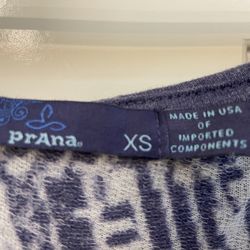 prAna®
XS
MADE IN USA
OF
IMPORTED
COMPONENTS